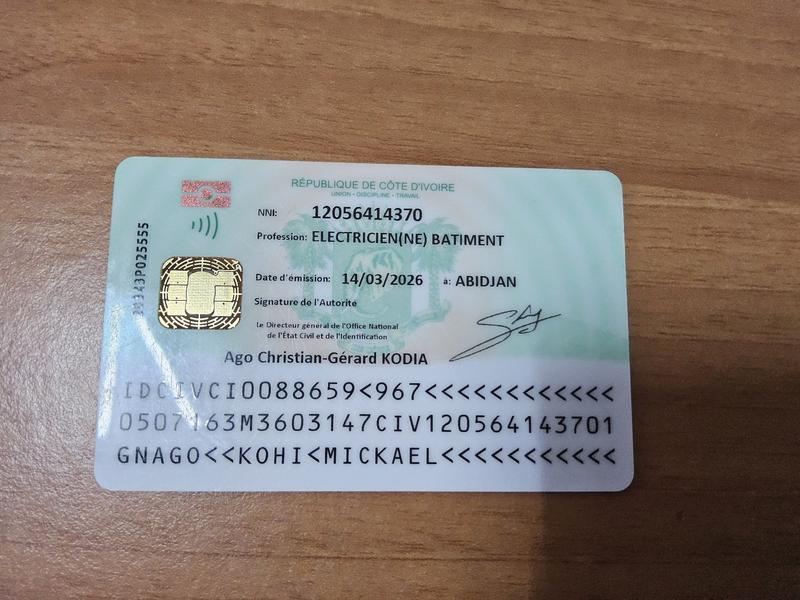 RÉPUBLIQUE DE CÔTE D'IVOIRE
UNION - DISCIPLINE - TRAVAIL
NNI: 12056414370
Profession: ELECTRICIEN(NE) BATIMENT
Date d'émission: 14/03/2026 a: ABIDJAN
Signature de l'Autorité
Le Directeur général de l'Office National
de l'État Civil et de l'Identification
Ago Christian-Gérard KODIA
IDCIVCI0088659<967<<<<<<<<<<<<
0507163M3603147CIV120564143701
GNAGO<<KOHI<MICKAEL<<<<<<<<<<<